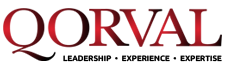 QORVAL
LEADERSHIP • EXPERIENCE • EXPERTISE